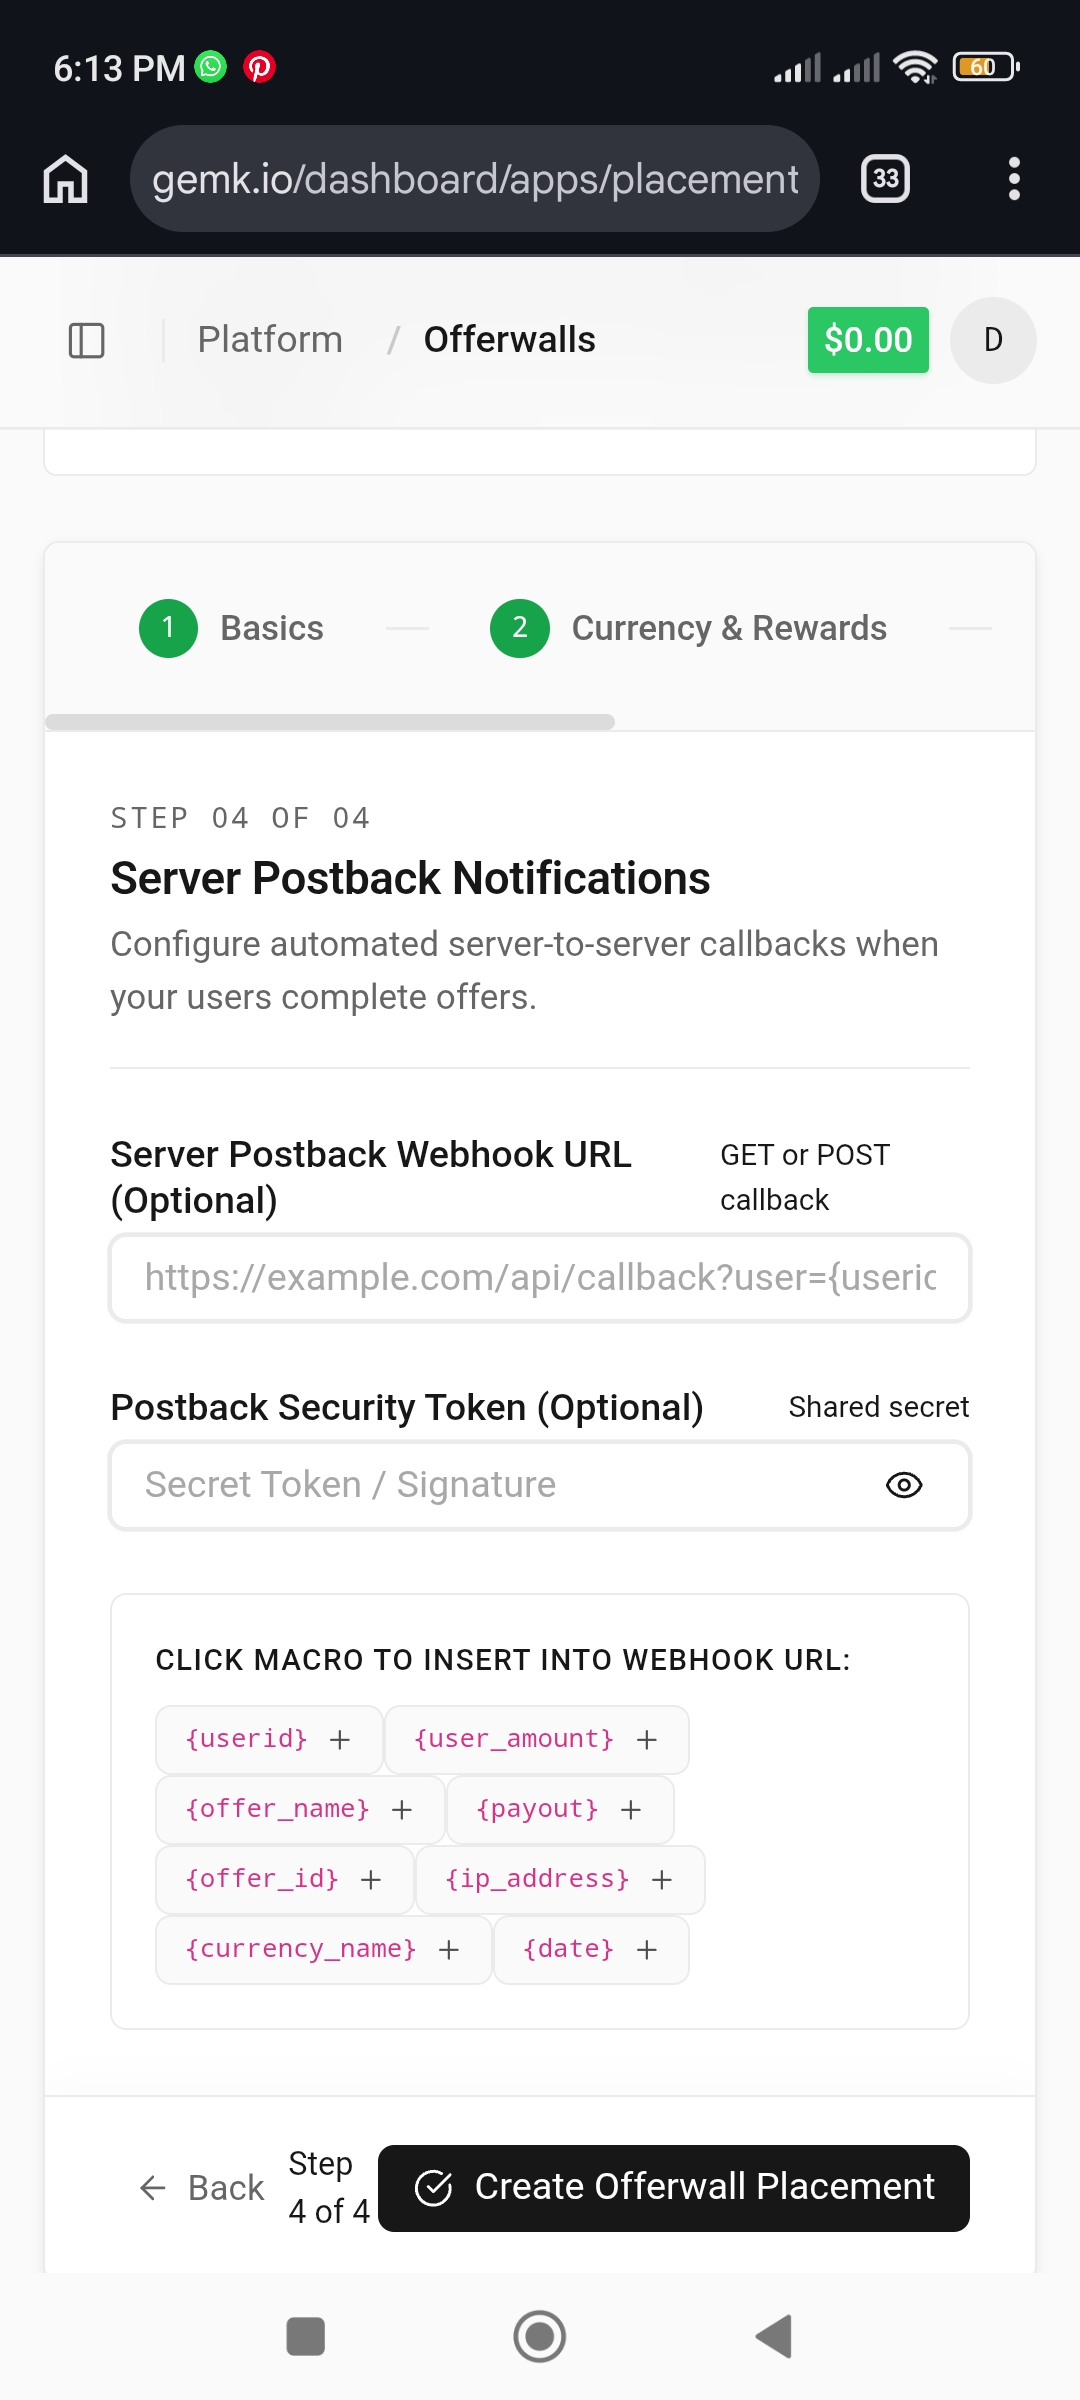 6:13 PM
60
gemk.io/dashboard/apps/placement
33
Platform / Offerwalls
$0.00
D
1 Basics
2 Currency & Rewards
STEP 04 OF 04
Server Postback Notifications
Configure automated server-to-server callbacks when
your users complete offers.
Server Postback Webhook URL
(Optional)
GET or POST
callback
https://example.com/api/callback?user={useric
Postback Security Token (Optional)
Shared secret
Secret Token / Signature
CLICK MACRO TO INSERT INTO WEBHOOK URL:
{userid} + {user_amount} +
{offer_name} + {payout} +
{offer_id} + {ip_address} +
{currency_name} + {date} +
Back
Step
4 of 4
Create Offerwall Placement